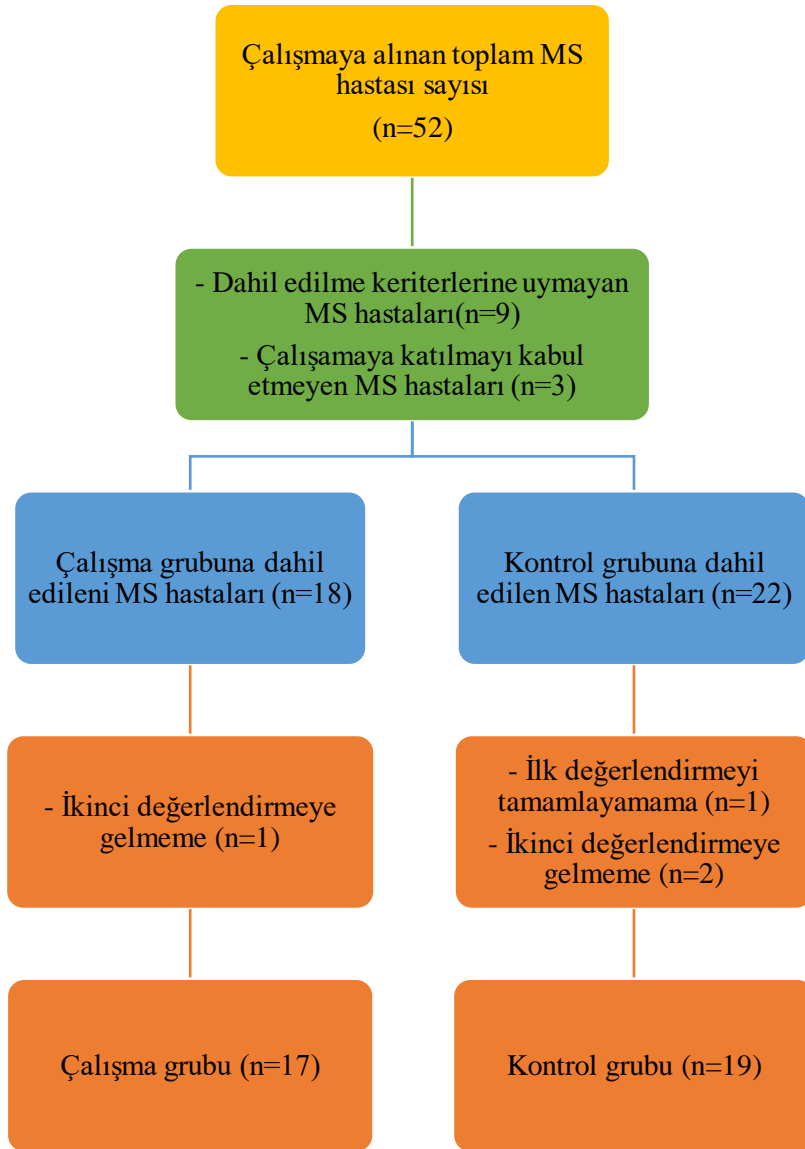 Çalışmaya alınan toplam MS
hastası sayısı
(n=52)
- Dahil edilme keriterlerine uymayan
MS hastaları(n=9)
- Çalışamaya katılmayı kabul
etmeyen MS hastaları (n=3)
Çalışma grubuna dahil
edileni MS hastaları (n=18)
Kontrol grubuna dahil
edilen MS hastaları (n=22)
- İkinci değerlendirmeye
gelmeme (n=1)
- İlk değerlendirmeyi
tamamlayamama (n=1)
- İkinci değerlendirmeye
gelmeme (n=2)
Çalışma grubu (n=17)
Kontrol grubu (n=19)